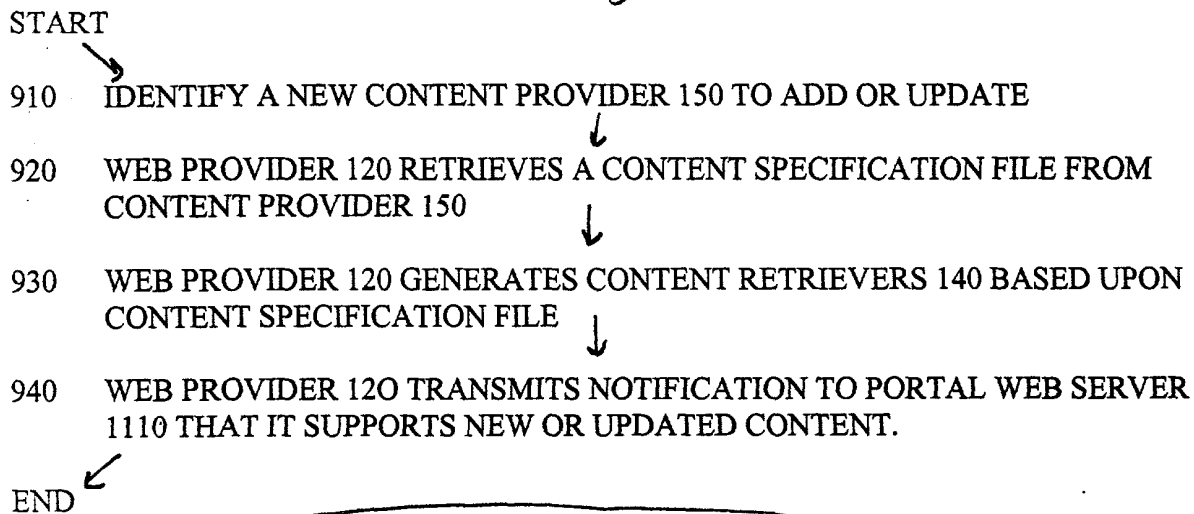 START
910 IDENTIFY A NEW CONTENT PROVIDER 150 TO ADD OR UPDATE
920 WEB PROVIDER 120 RETRIEVES A CONTENT SPECIFICATION FILE FROM
CONTENT PROVIDER 150
930 WEB PROVIDER 120 GENERATES CONTENT RETRIEVERS 140 BASED UPON
CONTENT SPECIFICATION FILE
940 WEB PROVIDER 12O TRANSMITS NOTIFICATION TO PORTAL WEB SERVER
1110 THAT IT SUPPORTS NEW OR UPDATED CONTENT.
END